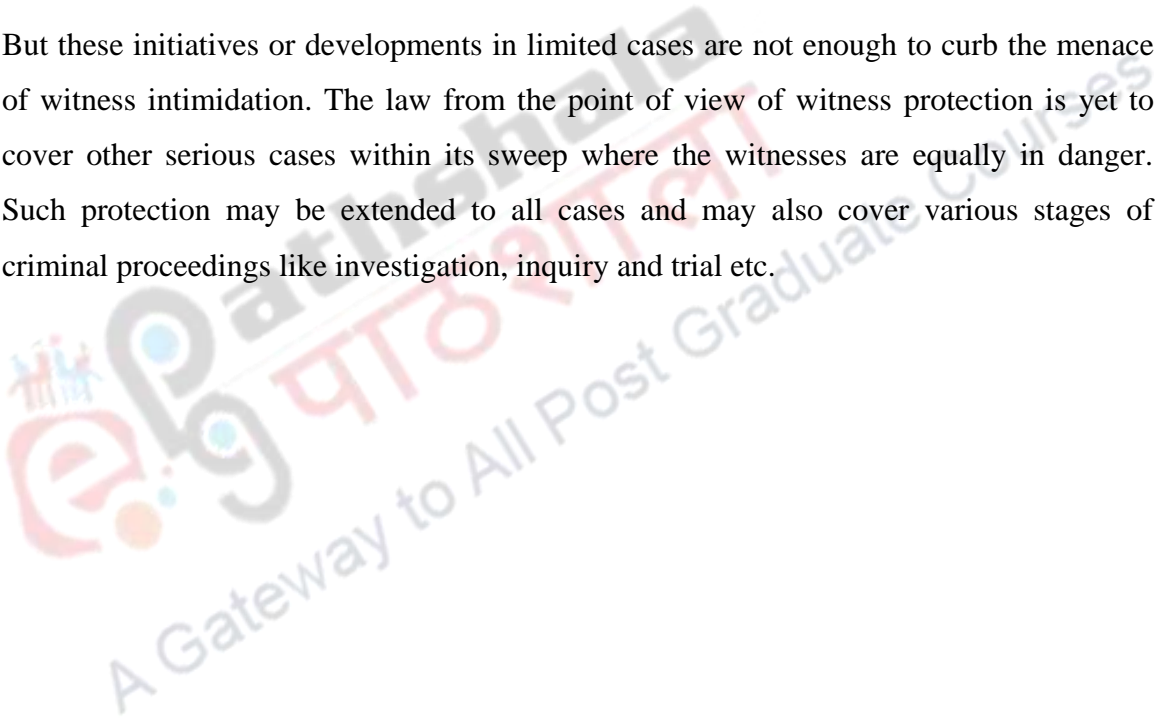 But these initiatives or developments in limited cases are not enough to curb the menace
of witness intimidation. The law from the point of view of witness protection is yet to
cover other serious cases within its sweep where the witnesses are equally in danger.
Such protection may be extended to all cases and may also cover various stages of
criminal proceedings like investigation, inquiry and trial etc.
ePG Pathshala
पाठशाला
A Gateway to All Post Graduate Courses